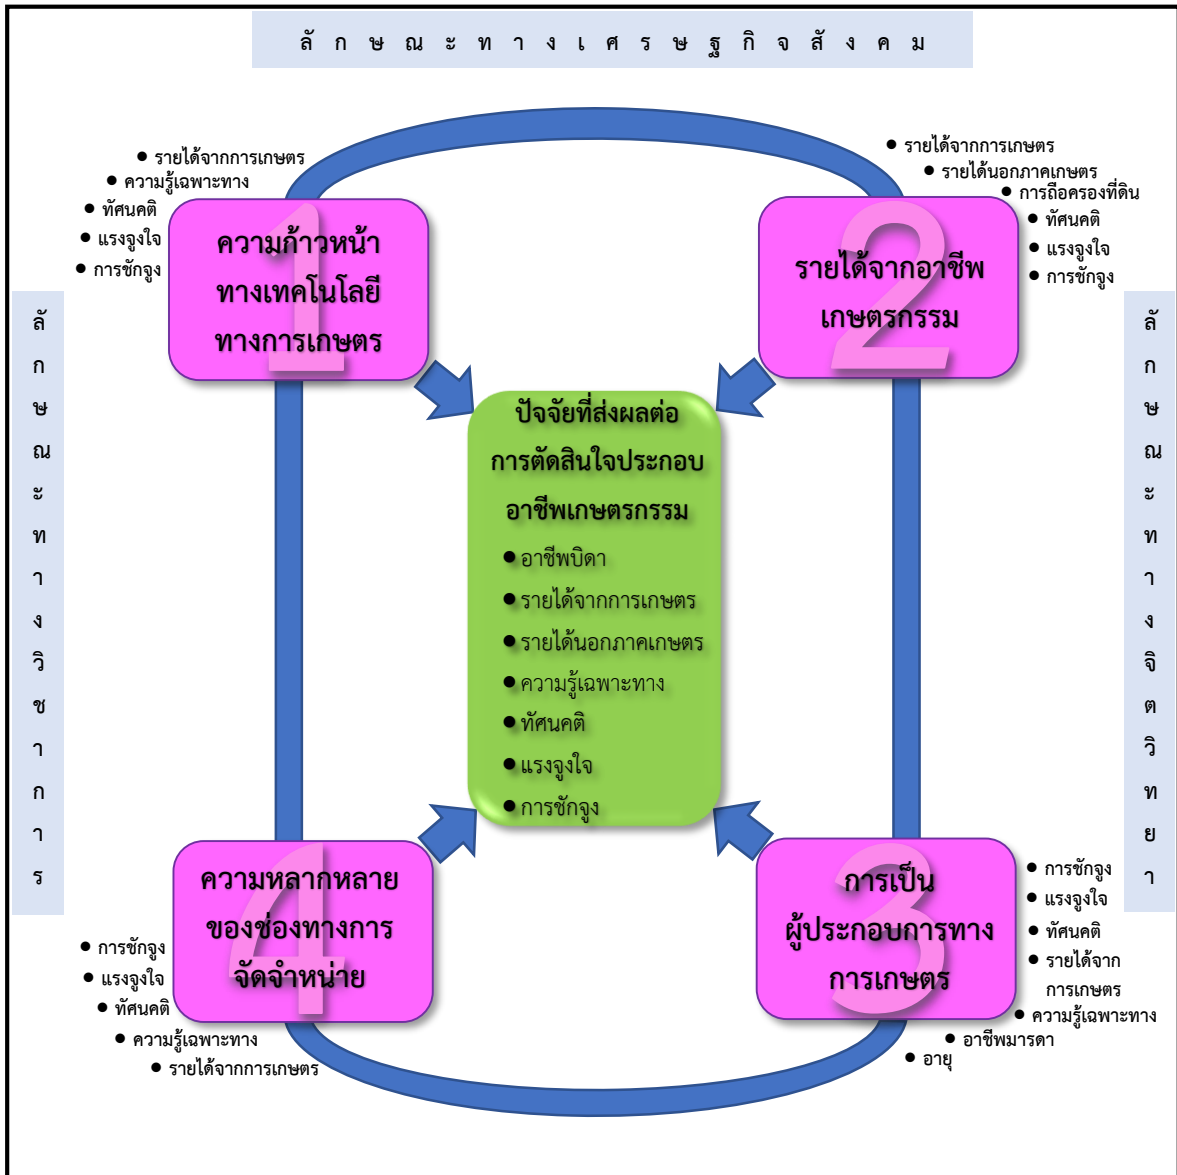 ลักษณะทางเศรษฐกิจสังคม
• รายได้จากการเกษตร
• ความรู้เฉพาะทาง
• ทัศนคติ
• แรงจูงใจ
• การชักจูง
1
ความก้าวหน้า
ทางเทคโนโลยี
ทางการเกษตร
• รายได้จากการเกษตร
• รายได้นอกภาคเกษตร
• การถือครองที่ดิน
• ทัศนคติ
• แรงจูงใจ
• การชักจูง
2
รายได้จากอาชีพ
เกษตรกรรม
ลักษณะทางวิชาการ
ปัจจัยที่ส่งผลต่อ
การตัดสินใจประกอบ
อาชีพเกษตรกรรม
• อาชีพบิดา
• รายได้จากการเกษตร
• รายได้นอกภาคเกษตร
• ความรู้เฉพาะทาง
• ทัศนคติ
• แรงจูงใจ
• การชักจูง
ลักษณะทางจิตวิทยา
4
ความหลากหลาย
ของช่องทางการ
จัดจำหน่าย
• การชักจูง
• แรงจูงใจ
• ทัศนคติ
• ความรู้เฉพาะทาง
• รายได้จากการเกษตร
3
การเป็น
ผู้ประกอบการทาง
การเกษตร
• การชักจูง
• แรงจูงใจ
• ทัศนคติ
• รายได้จาก
การเกษตร
• ความรู้เฉพาะทาง
• อาชีพมารดา
• อายุ